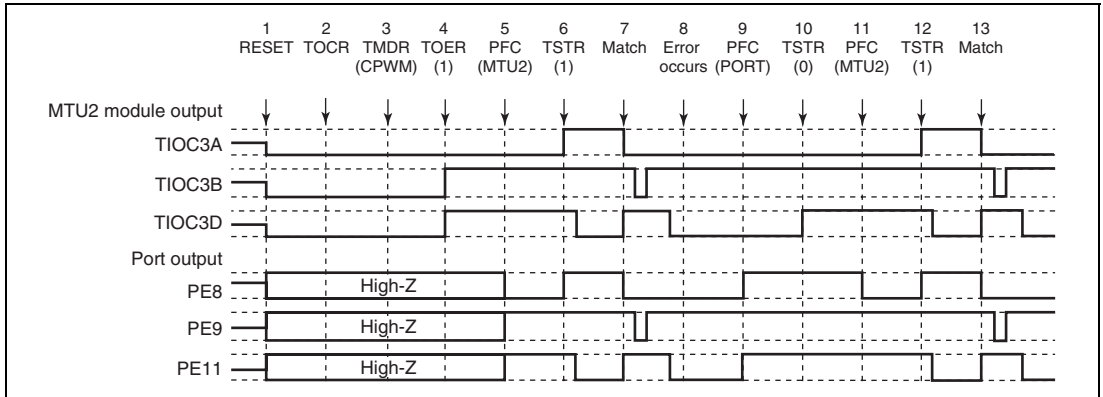 1 2 3 4 5 6 7 8 9 10 11 12 13
RESET TOCR TMDR TOER PFC TSTR Match Error PFC TSTR PFC TSTR Match
(CPWM) (1) (MTU2) (1) occurs (PORT) (0) (MTU2) (1)
MTU2 module output
TIOC3A
TIOC3B
TIOC3D
Port output
PE8 High-Z
PE9 High-Z
PE11 High-Z